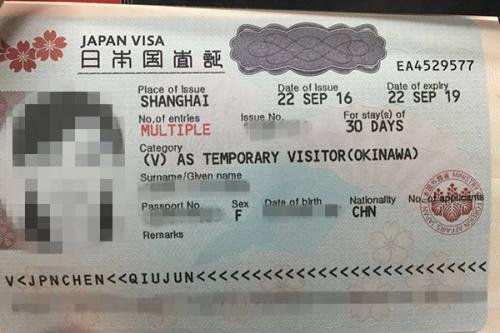 JAPAN VISA
日本国査証
EA4529577
Place of Issue Date of Issue Date of expiry
SHANGHAI 22 SEP 16 22 SEP 19
No.of entries Issue No. For stay(s) of
MULTIPLE 30 DAYS
Category
(V) AS TEMPORARY VISITOR(OKINAWA)
Surname/Given name
Passport No. Sex Date of birth Nationality No. of applicants
F CHN
Remarks
V<JPNCHEN<<QIUJUN<<<<<<<<<<<<<<<<<<<<<<<<<<<